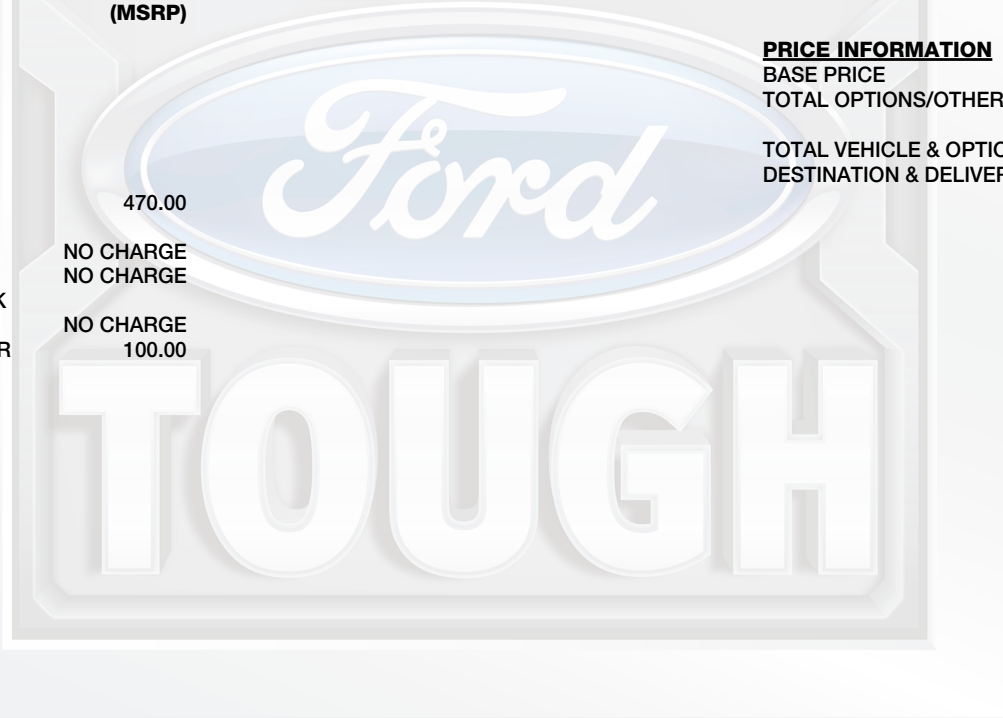 (MSRP)
470.00
NO CHARGE
NO CHARGE
K
NO CHARGE
R 100.00
PRICE INFORMATION
BASE PRICE
TOTAL OPTIONS/OTHER
TOTAL VEHICLE & OPTIO
DESTINATION & DELIVER
Ford
TOUGH